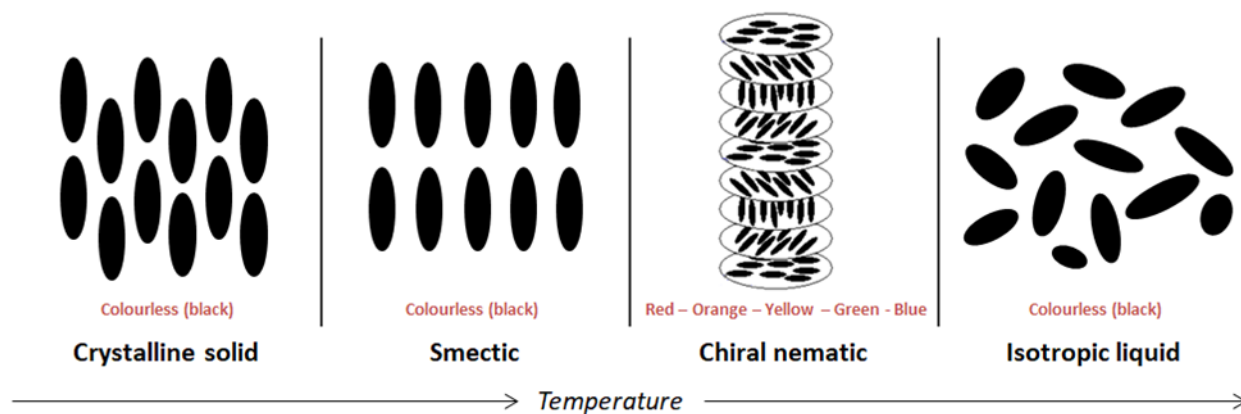 Colourless (black)
Colourless (black)
Red – Orange – Yellow – Green - Blue
Colourless (black)
Crystalline solid
Smectic
Chiral nematic
Isotropic liquid
Temperature